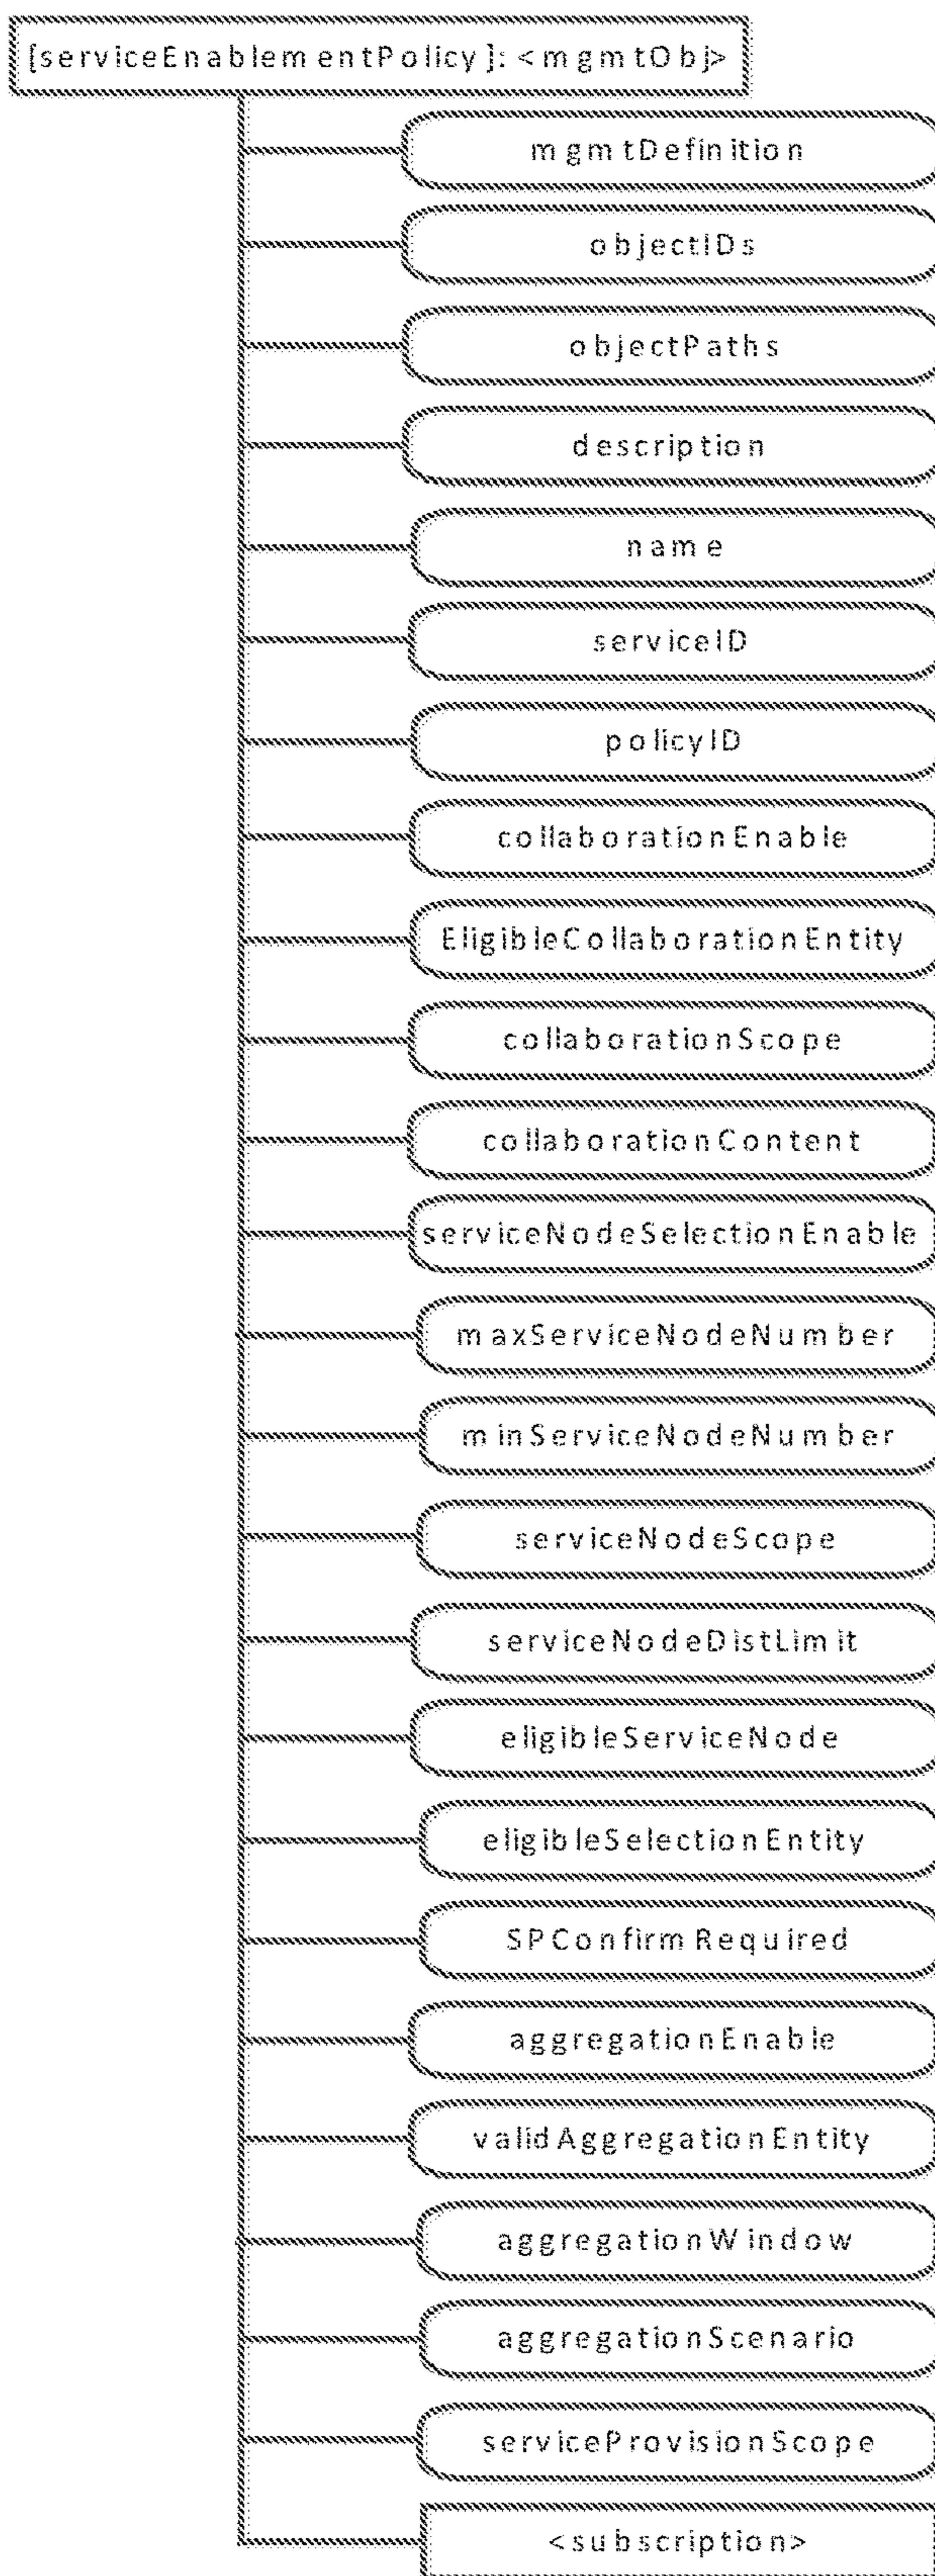 [serviceEnablementPolicy]: <mgmtObj>
mgmtDefinition
objectIDs
objectPaths
description
name
serviceID
policyID
collaborationEnable
EligibleCollaborationEntity
collaborationScope
collaborationContent
serviceNodeSelectionEnable
maxServiceNodeNumber
minServiceNodeNumber
serviceNodeScope
serviceNodeDistLimit
eligibleServiceNode
eligibleSelectionEntity
SPConfirmRequired
aggregationEnable
validAggregationEntity
aggregationWindow
aggregationScenario
serviceProvisionScope
<subscription>